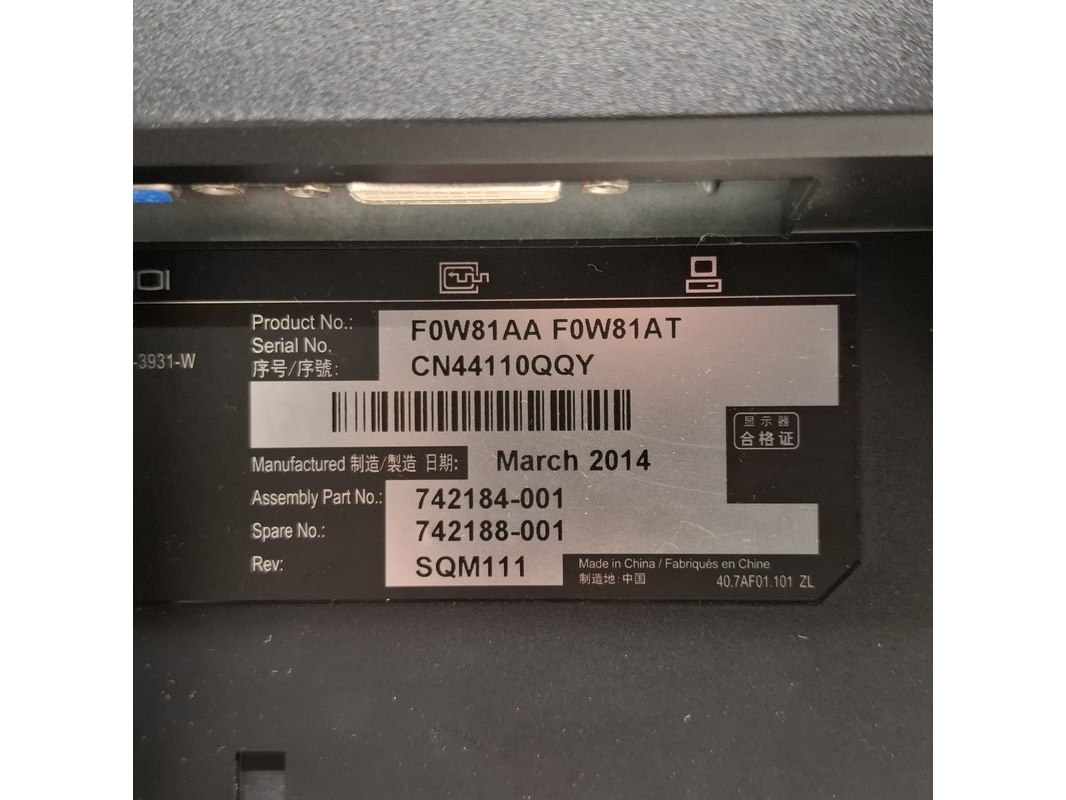 -3931-W
Product No.: F0W81AA F0W81AT
Serial No.
序号/序號: CN44110QQY
显示器
合格证
Manufactured 制造/製造 日期: March 2014
Assembly Part No.: 742184-001
Spare No.: 742188-001
Rev: SQM111
Made in China / Fabriqués en Chine
制造地: 中国
40.7AF01.101 ZL